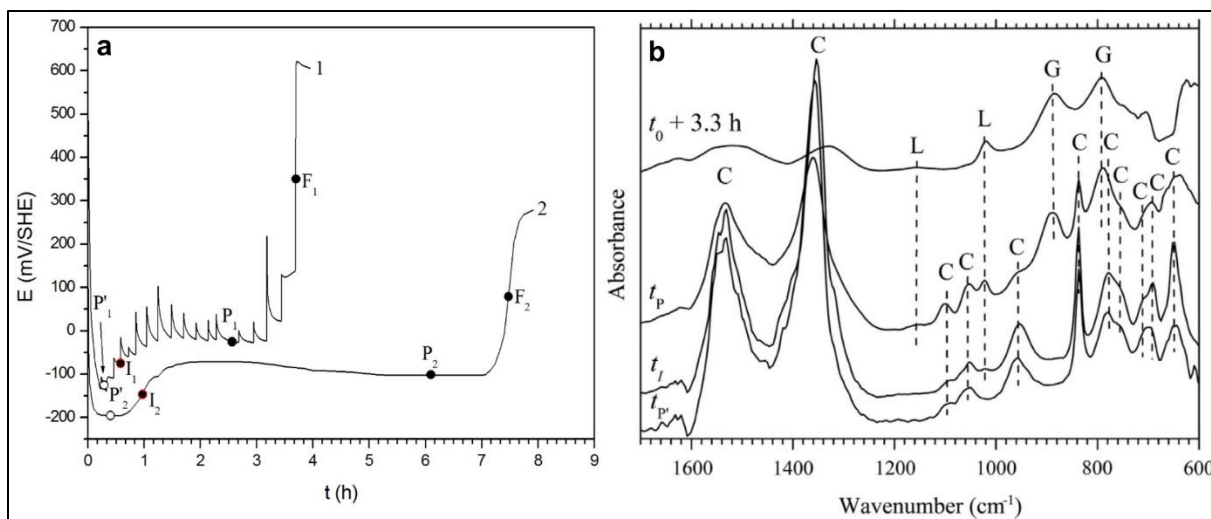 a
E (mV/SHE)
700
600
500
400
300
200
100
0
-100
-200
1
F₁
P'₁
I₁
P₁
2
F₂
P'₂
I₂
P₂
0 1 2 3 4 5 6 7 8 9
t (h)
b
Absorbance
C
G
G
t₀ + 3.3 h
L
L
C
C C C C C C
C C C
tP
tI
tP'
1600 1400 1200 1000 800 600
Wavenumber (cm⁻¹)